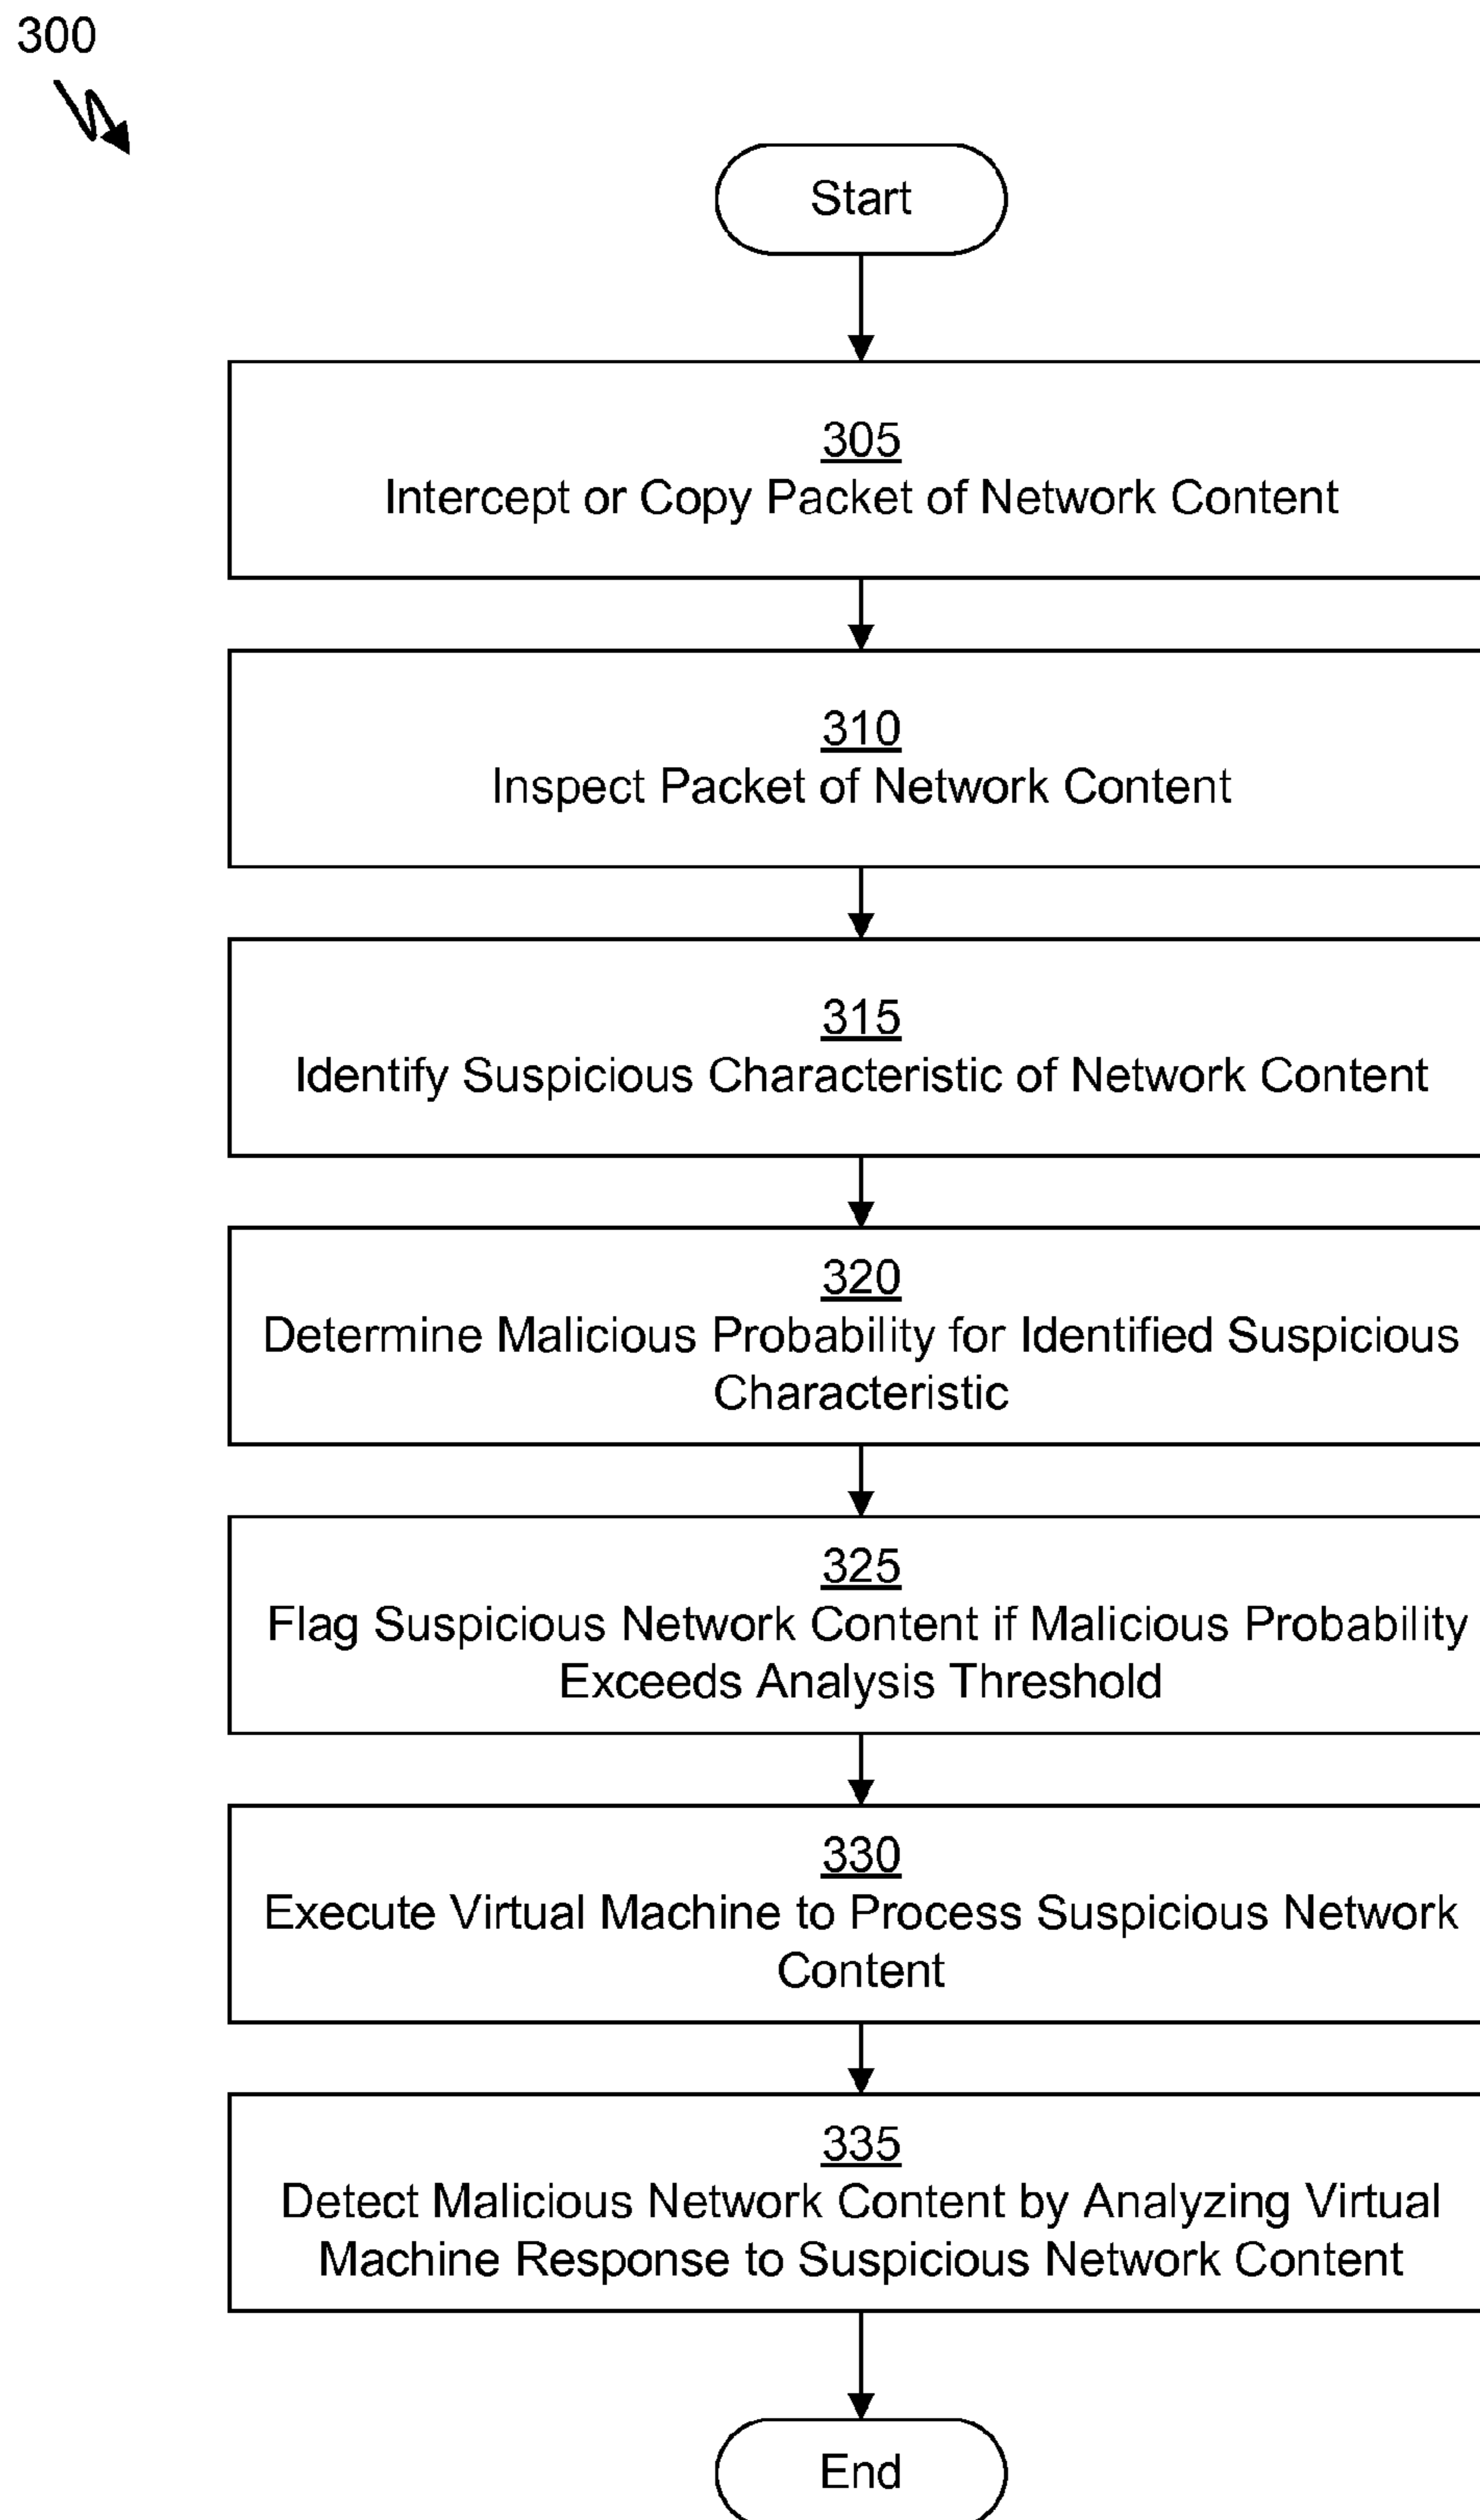 300
Start
305
Intercept or Copy Packet of Network Content
310
Inspect Packet of Network Content
315
Identify Suspicious Characteristic of Network Content
320
Determine Malicious Probability for Identified Suspicious
Characteristic
325
Flag Suspicious Network Content if Malicious Probability
Exceeds Analysis Threshold
330
Execute Virtual Machine to Process Suspicious Network
Content
335
Detect Malicious Network Content by Analyzing Virtual
Machine Response to Suspicious Network Content
End